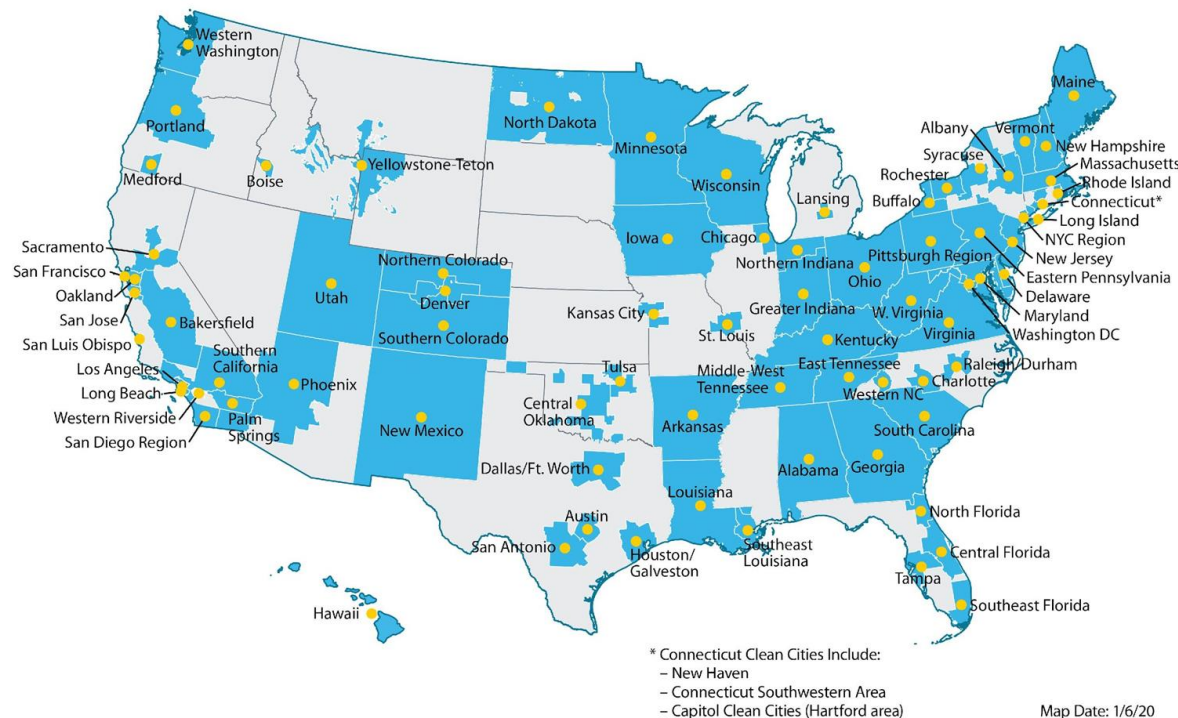 Western
Washington
Portland
Medford
Boise
Yellowstone-Teton
North Dakota
Minnesota
Wisconsin
Iowa
Lansing
Chicago
Northern Indiana
Greater Indiana
Ohio
Pittsburgh Region
Albany
Syracuse
Rochester
Buffalo
Vermont
Maine
New Hampshire
Massachusetts
Rhode Island
Connecticut*
Long Island
NYC Region
New Jersey
Eastern Pennsylvania
Delaware
Maryland
Washington DC
W. Virginia
Virginia
Kentucky
Sacramento
San Francisco
Oakland
San Jose
San Luis Obispo
Bakersfield
Southern
California
Los Angeles
Long Beach
Western Riverside
San Diego Region
Palm
Springs
Utah
Northern Colorado
Denver
Southern Colorado
Phoenix
New Mexico
Kansas City
St. Louis
Tulsa
Central
Oklahoma
Middle-West
Tennessee
East Tennessee
Western NC
Raleigh/Durham
Charlotte
South Carolina
Arkansas
Alabama
Georgia
Dallas/Ft. Worth
Louisiana
Austin
San Antonio
Houston/
Galveston
Southeast
Louisiana
North Florida
Central Florida
Tampa
Southeast Florida
Hawaii
* Connecticut Clean Cities Include:
– New Haven
– Connecticut Southwestern Area
– Capitol Clean Cities (Hartford area)
Map Date: 1/6/20